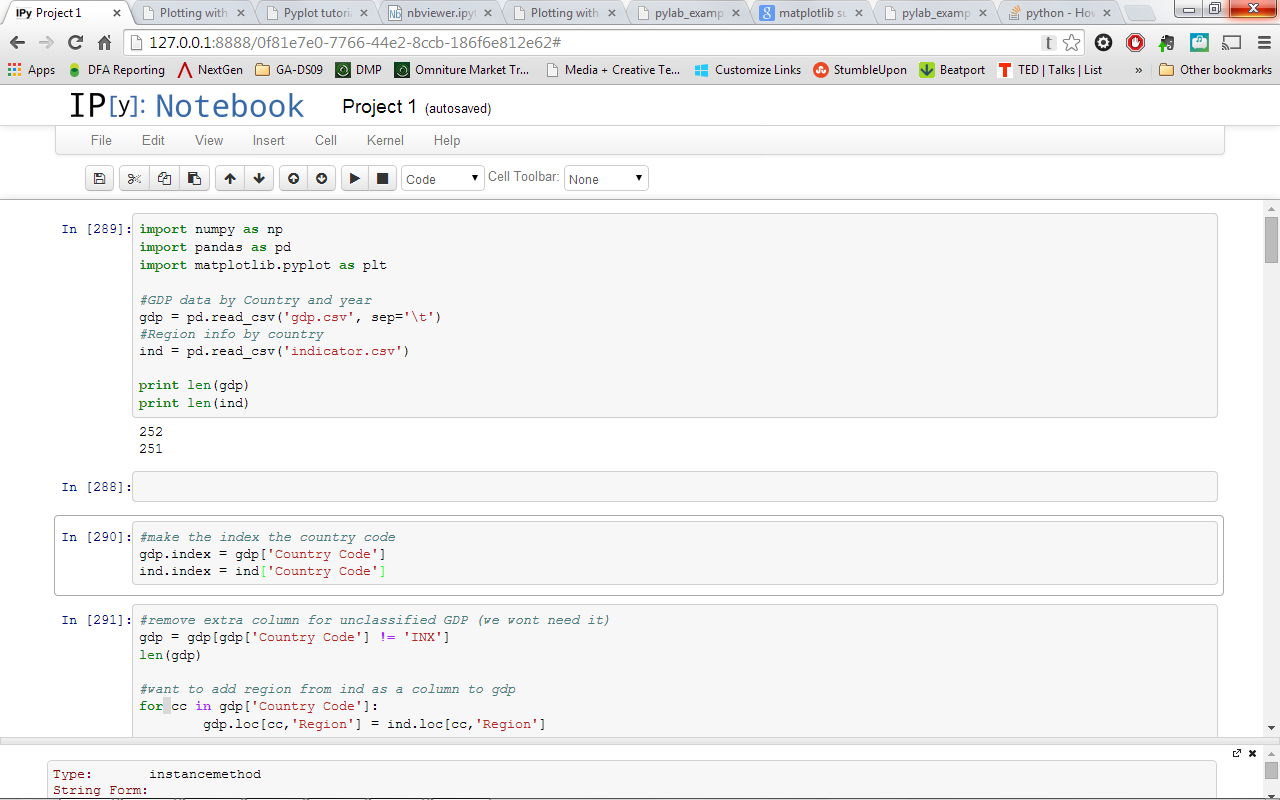 IPy Project 1 Plotting with Pyplot tutori nbviewer.ipy Plotting with pylab_examp matplotlib su pylab_examp python - How
127.0.0.1:8888/0f81e7e0-7766-44e2-8ccb-186f6e812e62#
Apps DFA Reporting NextGen GA-DS09 DMP Omniture Market Tr... Media + Creative Te... Customize Links StumbleUpon Beatport TED | Talks | List » Other bookmarks
IP[y]: Notebook Project 1 (autosaved)
File Edit View Insert Cell Kernel Help
Code Cell Toolbar: None
In [289]: import numpy as np
import pandas as pd
import matplotlib.pyplot as plt
#GDP data by Country and year
gdp = pd.read_csv('gdp.csv', sep='\t')
#Region info by country
ind = pd.read_csv('indicator.csv')
print len(gdp)
print len(ind)
252
251
In [288]:
In [290]: #make the index the country code
gdp.index = gdp['Country Code']
ind.index = ind['Country Code']
In [291]: #remove extra column for unclassified GDP (we wont need it)
gdp = gdp[gdp['Country Code'] != 'INX']
len(gdp)
#want to add region from ind as a column to gdp
for cc in gdp['Country Code']:
gdp.loc[cc,'Region'] = ind.loc[cc,'Region']
Type: instancemethod
String Form: